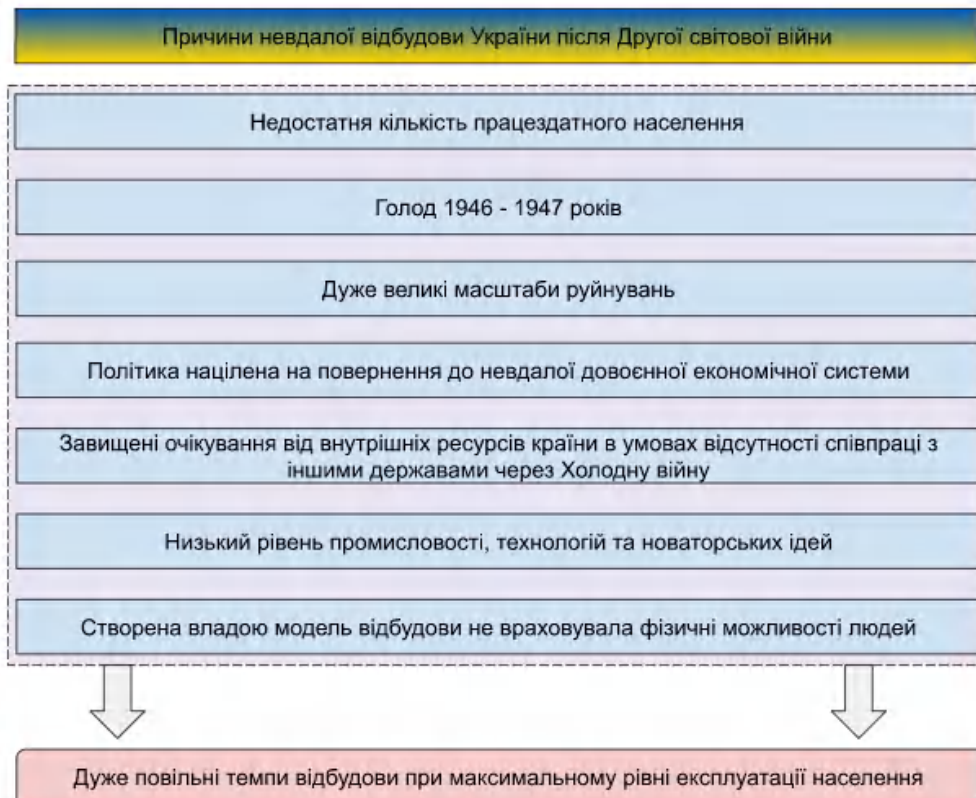 Причини невдалої відбудови України після Другої світової війни
Недостатня кількість працездатного населення
Голод 1946 - 1947 років
Дуже великі масштаби руйнувань
Політика націлена на повернення до невдалої довоєнної економічної системи
Завищені очікування від внутрішніх ресурсів країни в умовах відсутності співпраці з
іншими державами через Холодну війну
Низький рівень промисловості, технологій та новаторських ідей
Створена владою модель відбудови не враховувала фізичні можливості людей
Дуже повільні темпи відбудови при максимальному рівні експлуатації населення